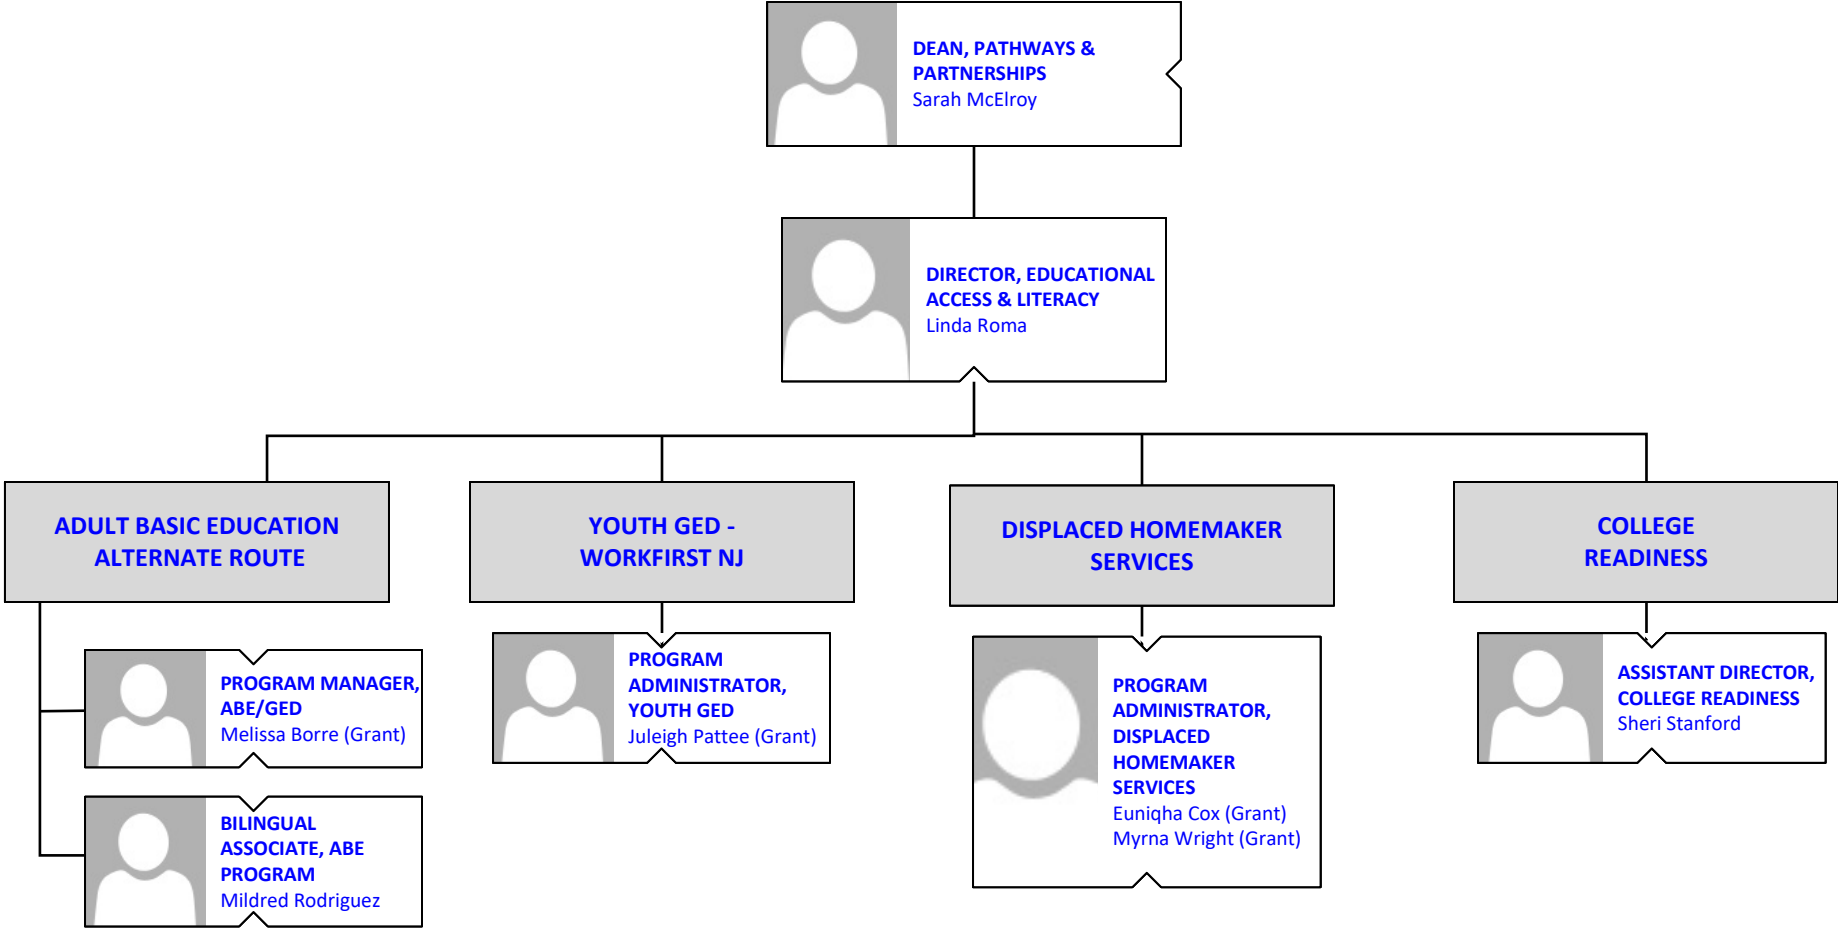 DEAN, PATHWAYS &
PARTNERSHIPS
Sarah McElroy
DIRECTOR, EDUCATIONAL
ACCESS & LITERACY
Linda Roma
ADULT BASIC EDUCATION
ALTERNATE ROUTE
YOUTH GED -
WORKFIRST NJ
DISPLACED HOMEMAKER
SERVICES
COLLEGE
READINESS
PROGRAM MANAGER,
ABE/GED
Melissa Borre (Grant)
BILINGUAL
ASSOCIATE, ABE
PROGRAM
Mildred Rodriguez
PROGRAM
ADMINISTRATOR,
YOUTH GED
Juleigh Pattee (Grant)
PROGRAM
ADMINISTRATOR,
DISPLACED
HOMEMAKER
SERVICES
Euniqha Cox (Grant)
Myrna Wright (Grant)
ASSISTANT DIRECTOR,
COLLEGE READINESS
Sheri Stanford